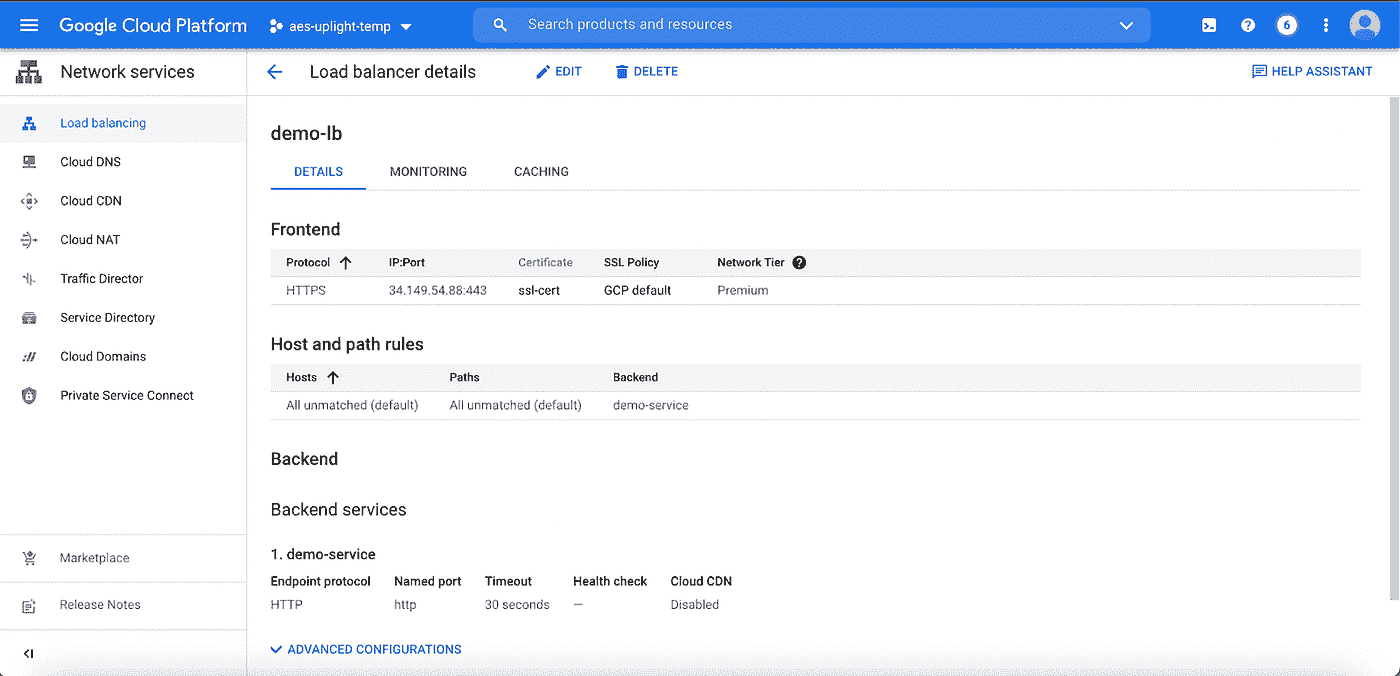 Google Cloud Platform aes-uplight-temp Search products and resources 6
Network services Load balancer details EDIT DELETE HELP ASSISTANT
Load balancing
Cloud DNS
Cloud CDN
Cloud NAT
Traffic Director
Service Directory
Cloud Domains
Private Service Connect
Marketplace
Release Notes
demo-lb
DETAILS MONITORING CACHING
Frontend
Protocol IP:Port Certificate SSL Policy Network Tier
HTTPS 34.149.54.88:443 ssl-cert GCP default Premium
Host and path rules
Hosts Paths Backend
All unmatched (default) All unmatched (default) demo-service
Backend
Backend services
1. demo-service
Endpoint protocol Named port Timeout Health check Cloud CDN
HTTP http 30 seconds — Disabled
ADVANCED CONFIGURATIONS